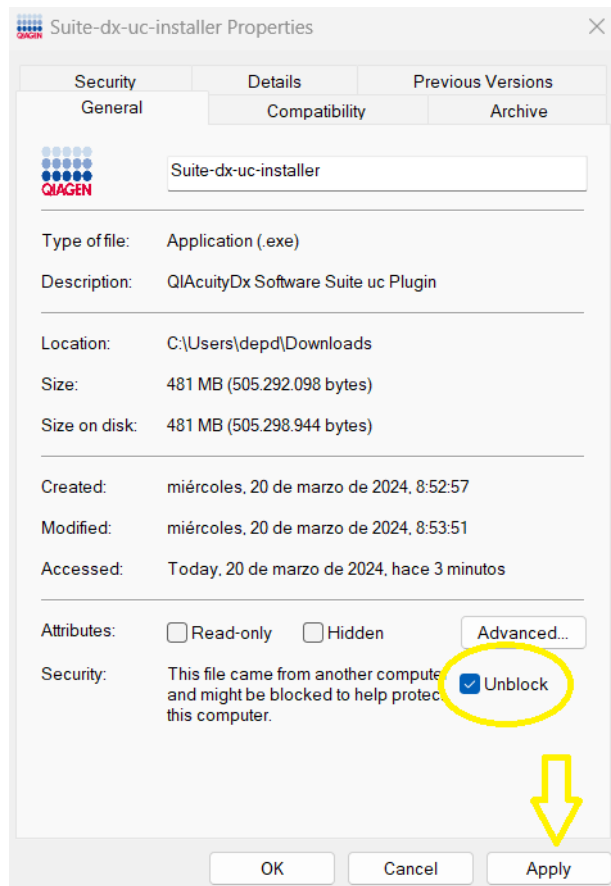 QIAGEN
Suite-dx-uc-installer Properties
Security
Details
Previous Versions
General
Compatibility
Archive
QIAGEN
Suite-dx-uc-installer
Type of file:
Application (.exe)
Description:
QIAcuityDx Software Suite uc Plugin
Location:
C:\Users\depd\Downloads
Size:
481 MB (505.292.098 bytes)
Size on disk:
481 MB (505.298.944 bytes)
Created:
miércoles, 20 de marzo de 2024, 8:52:57
Modified:
miércoles, 20 de marzo de 2024, 8:53:51
Accessed:
Today, 20 de marzo de 2024, hace 3 minutos
Attributes:
Read-only
Hidden
Advanced...
Security:
This file came from another compute
and might be blocked to help protec
this computer.
Unblock
OK
Cancel
Apply